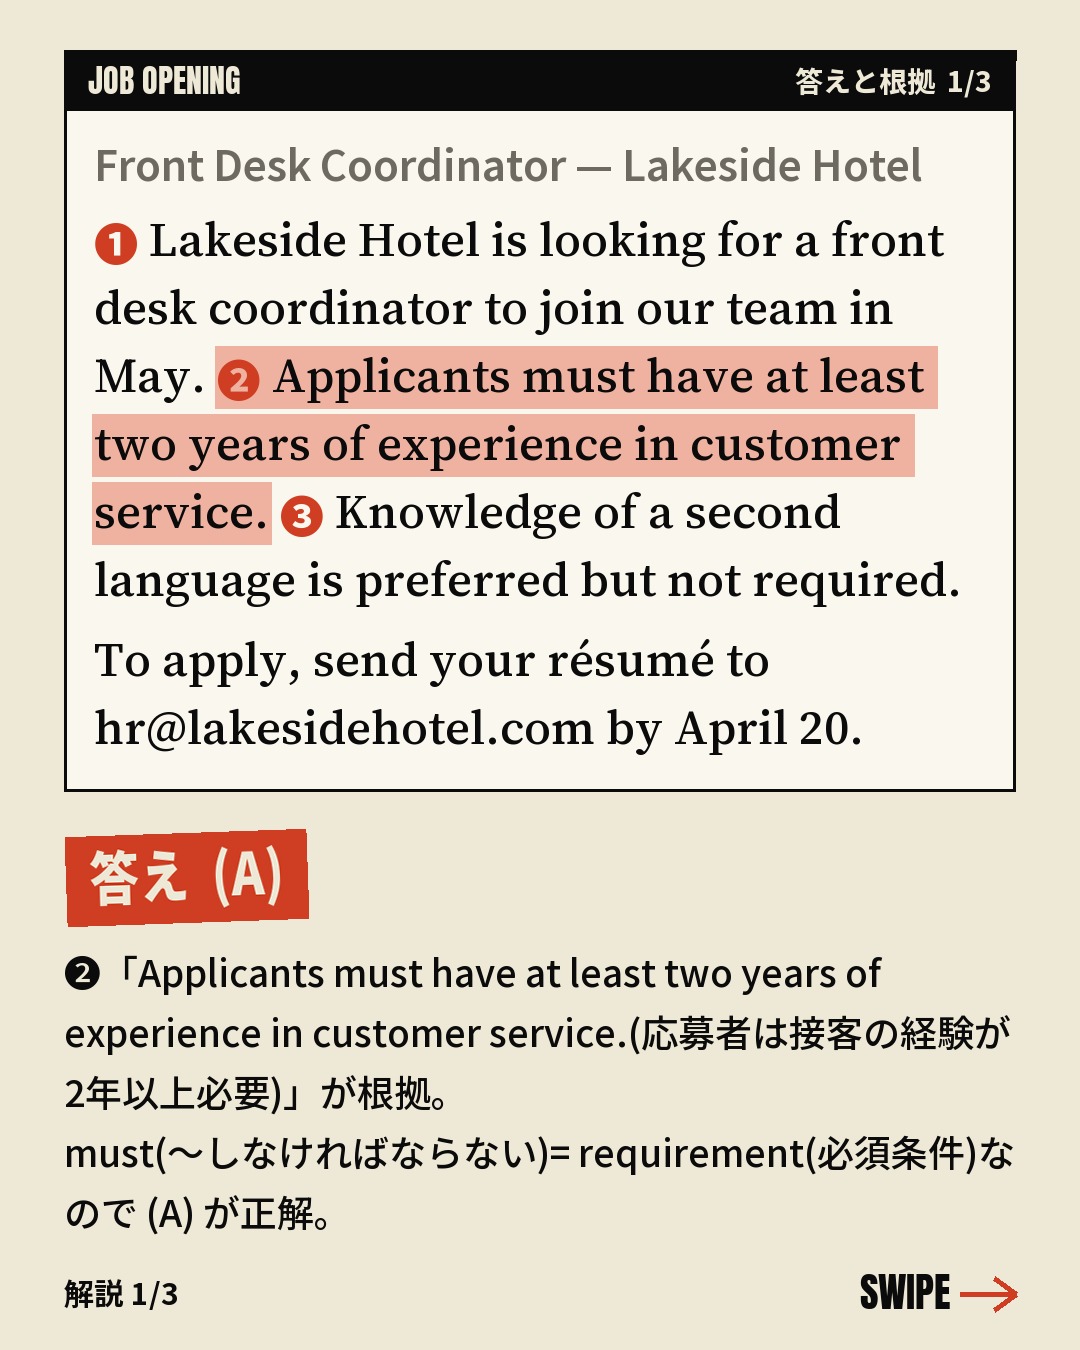 JOB OPENING
答えと根拠 1/3
Front Desk Coordinator — Lakeside Hotel
❶ Lakeside Hotel is looking for a front
desk coordinator to join our team in
May. ❷ Applicants must have at least
two years of experience in customer
service. ❸ Knowledge of a second
language is preferred but not required.
To apply, send your résumé to
hr@lakesidehotel.com by April 20.
答え (A)
❷「Applicants must have at least two years of
experience in customer service.(応募者は接客の経験が
2年以上必要)」が根拠。
must(〜しなければならない)= requirement(必須条件)な
ので (A) が正解。
解説 1/3
SWIPE →